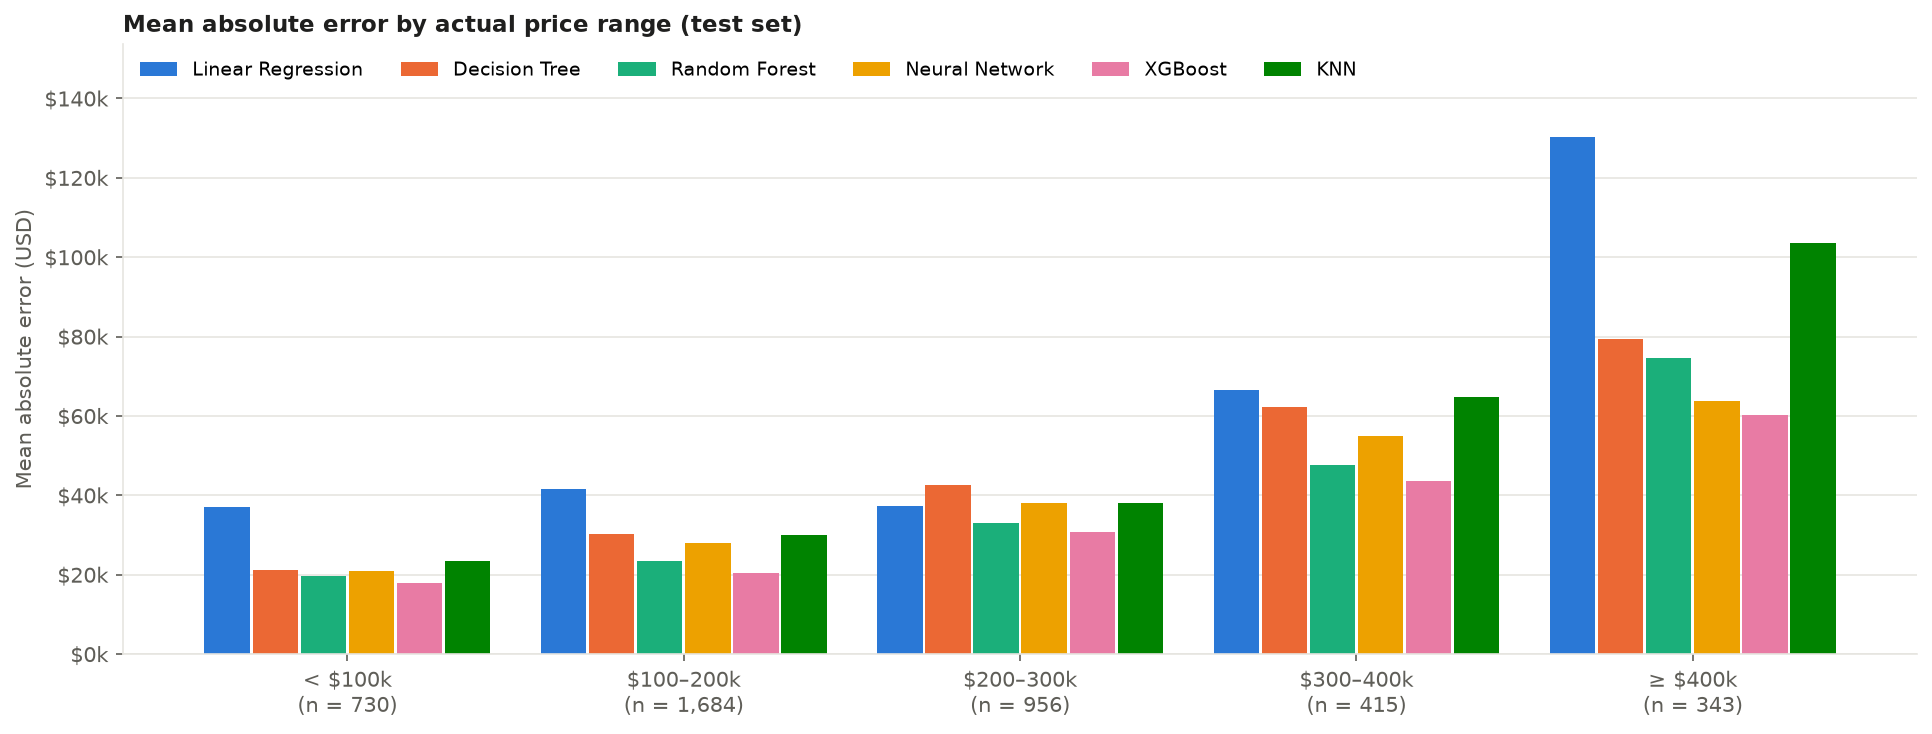 Mean absolute error by actual price range (test set)
Linear Regression
Decision Tree
Random Forest
Neural Network
XGBoost
KNN
Mean absolute error (USD)
$140k
$120k
$100k
$80k
$60k
$40k
$20k
$0k
< $100k
(n = 730)
$100–200k
(n = 1,684)
$200–300k
(n = 956)
$300–400k
(n = 415)
≥ $400k
(n = 343)